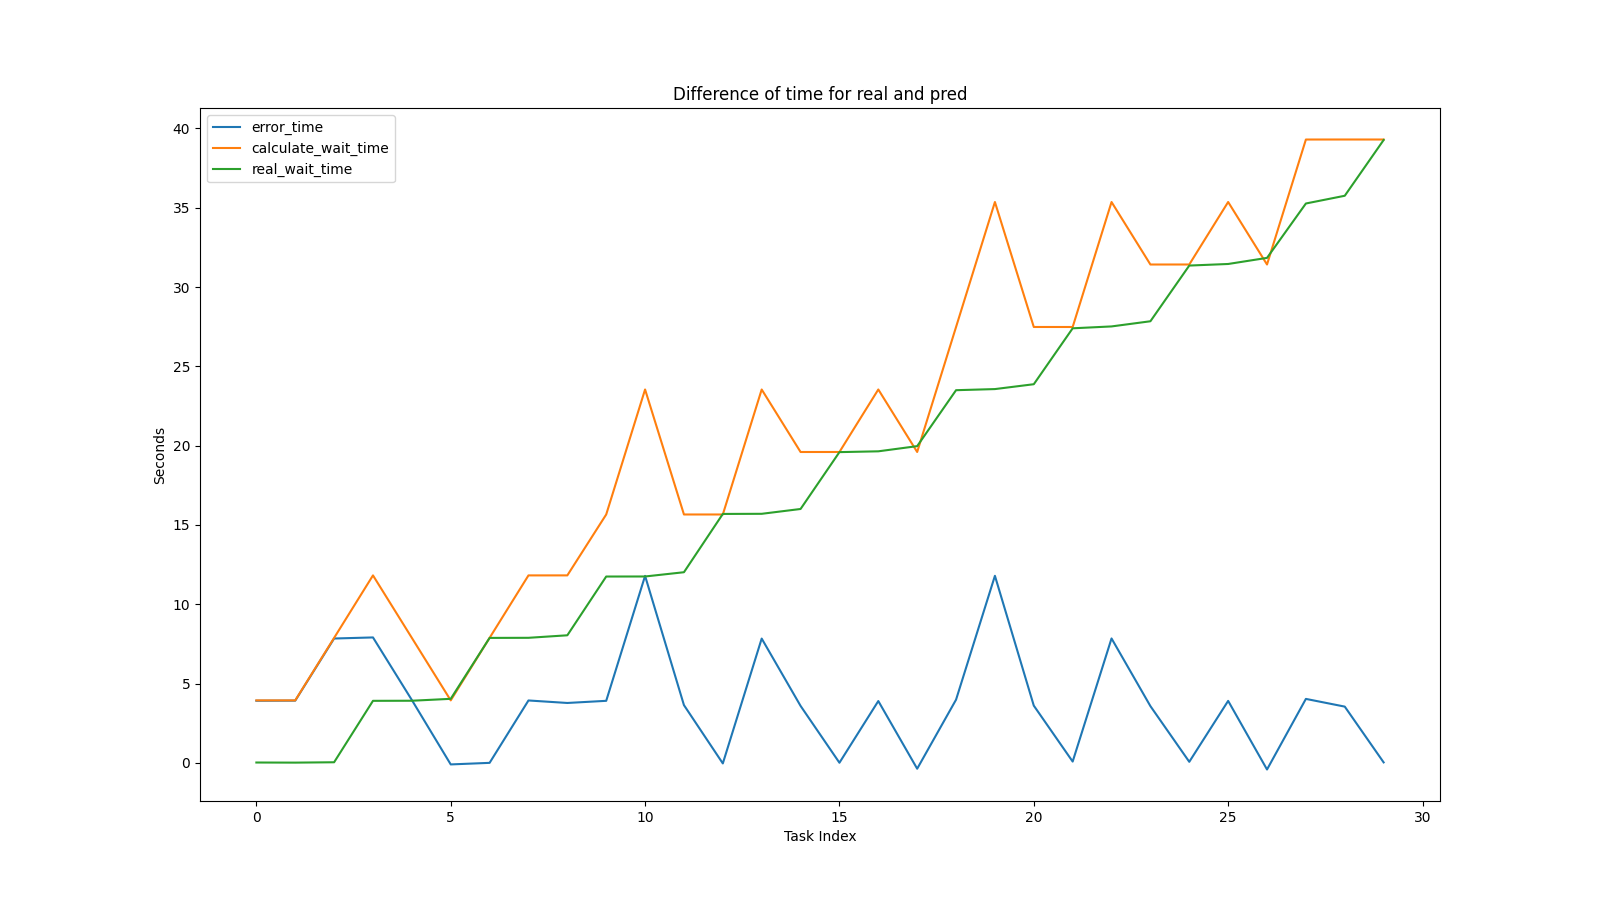 Difference of time for real and pred
error_time
calculate_wait_time
real_wait_time
40
35
30
25
20
15
10
5
0
Seconds
0 5 10 15 20 25 30
Task Index